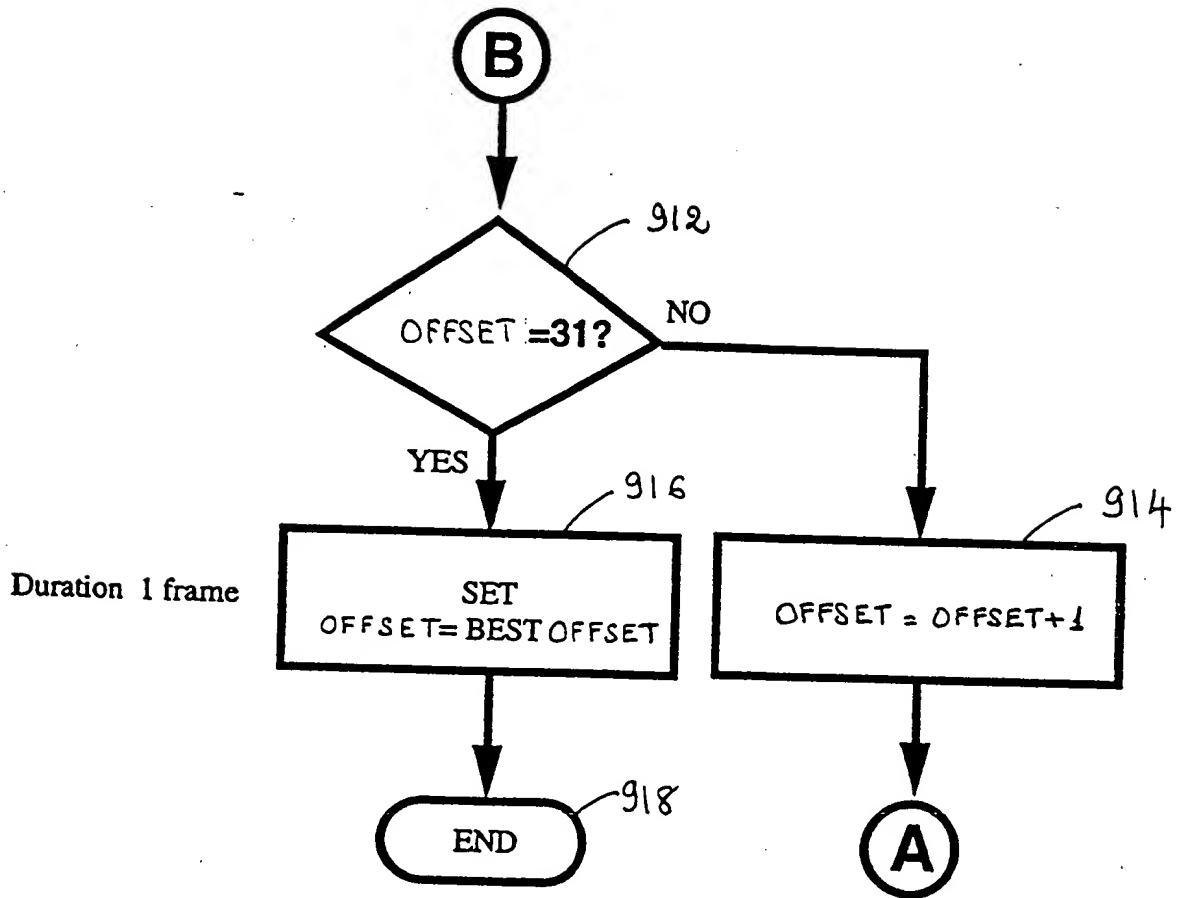 B
912
OFFSET =31?
NO
YES
916
914
Duration 1 frame
SET
OFFSET= BEST OFFSET
OFFSET = OFFSET+1
918
END
A